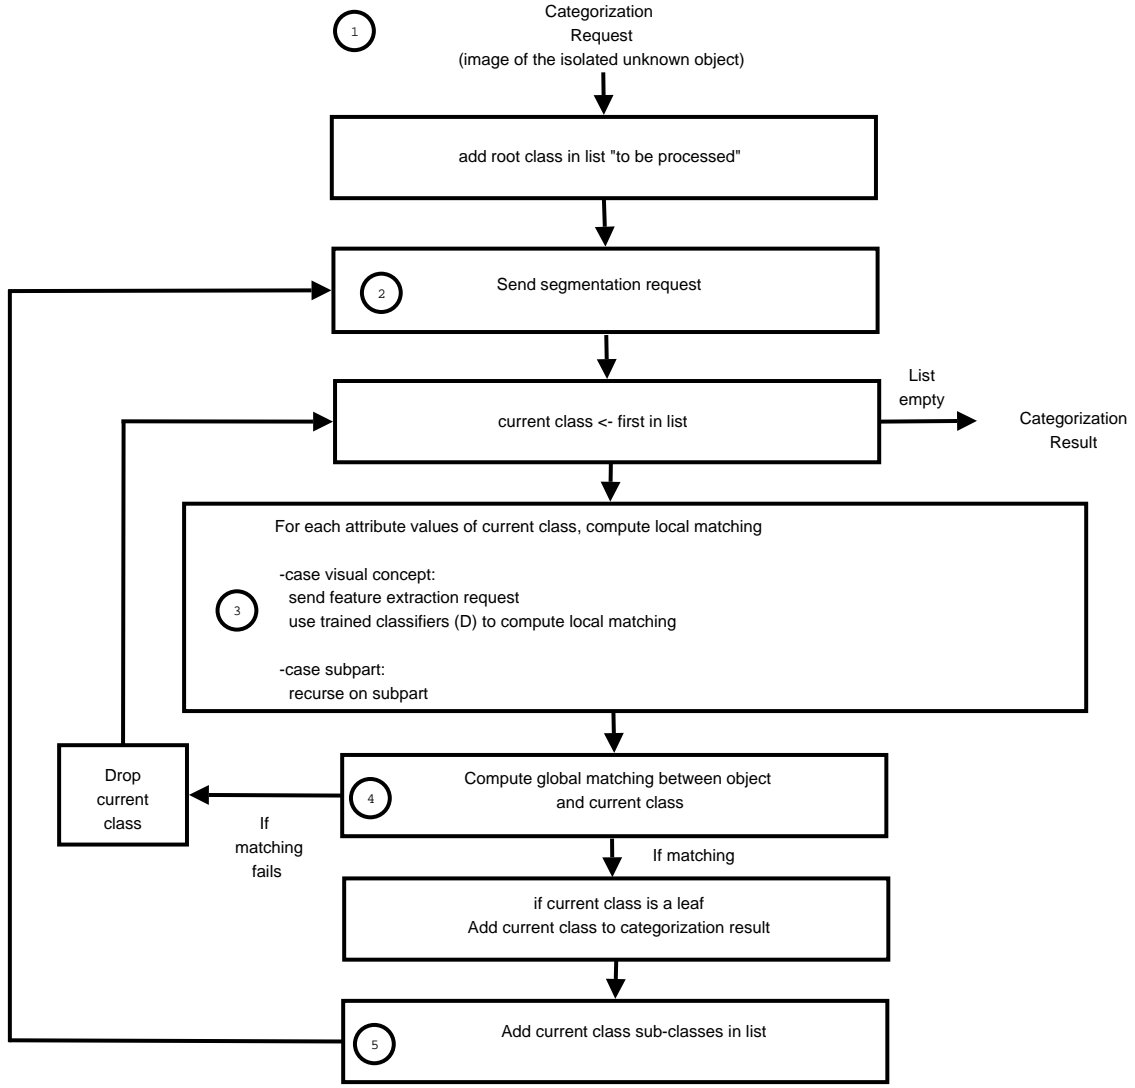 1
Categorization
Request
(image of the isolated unknown object)
add root class in list "to be processed"
2
Send segmentation request
current class <- first in list
List
empty
Categorization
Result
For each attribute values of current class, compute local matching
-case visual concept:
send feature extraction request
3
use trained classifiers (D) to compute local matching
-case subpart:
recurse on subpart
Drop
current
class
4
Compute global matching between object
and current class
If
matching
fails
If matching
if current class is a leaf
Add current class to categorization result
5
Add current class sub-classes in list